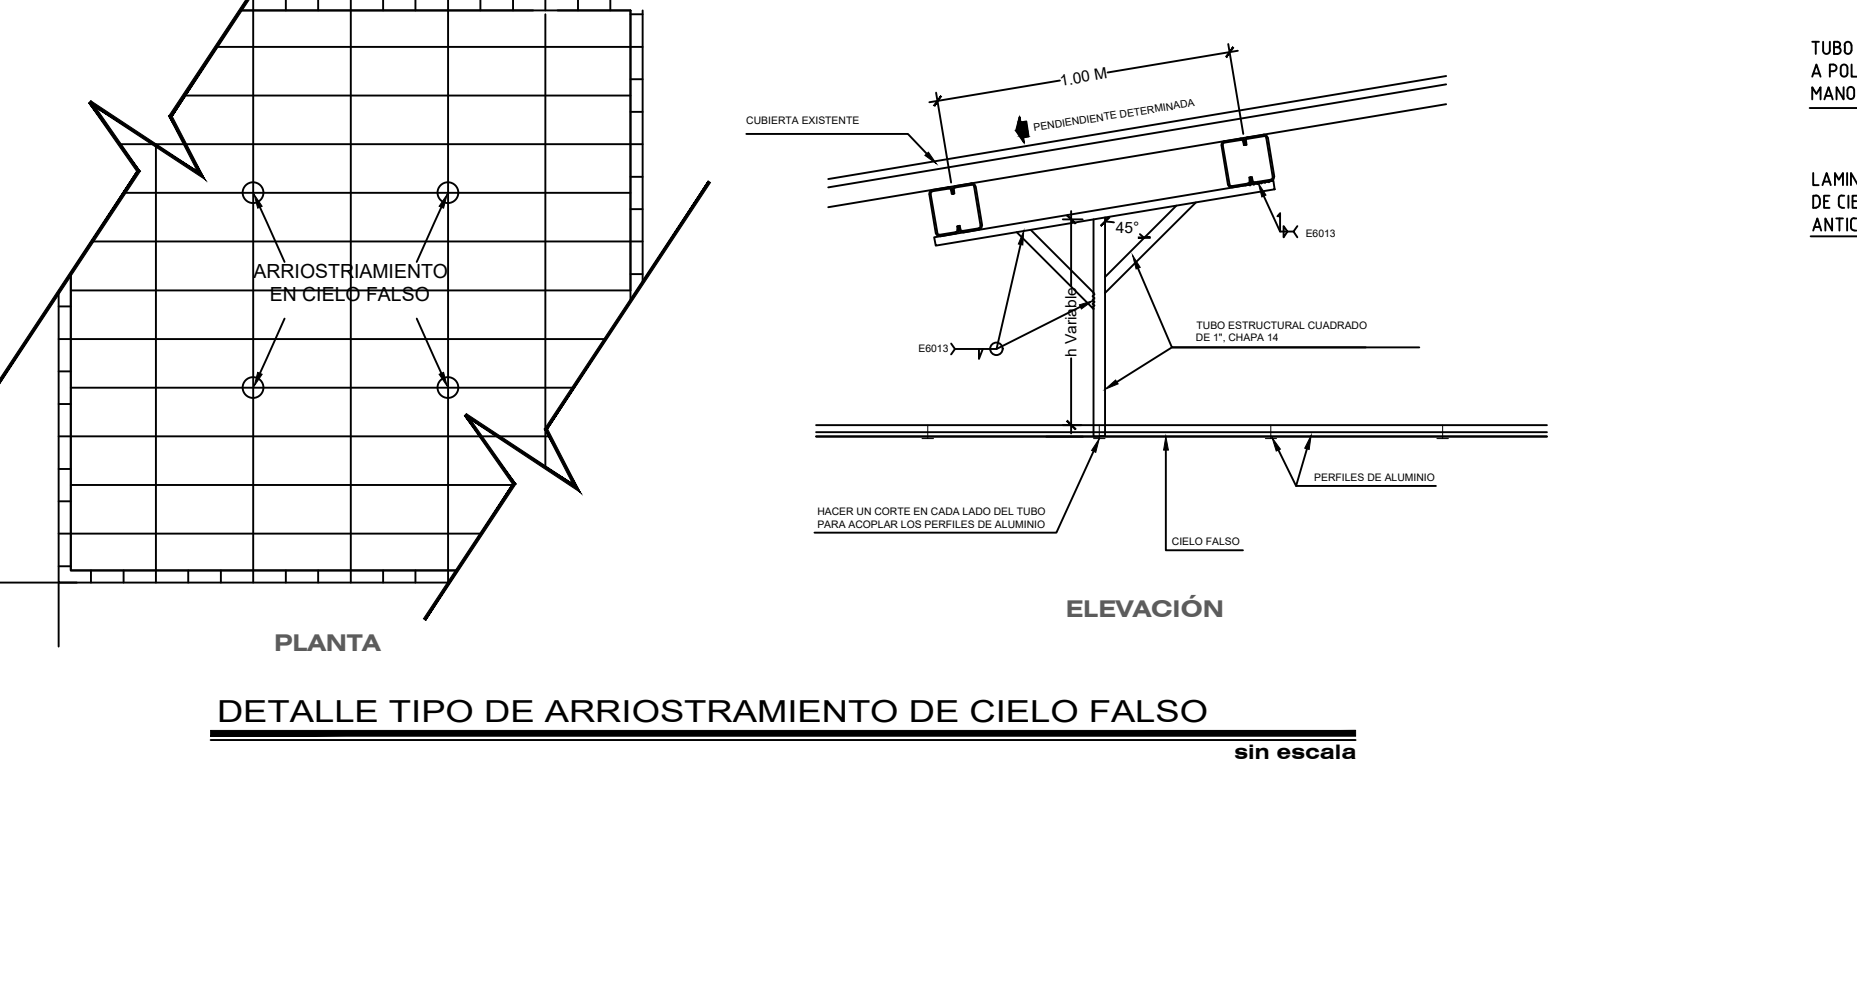 ARRIOSTRIAMIENTO
EN CIELO FALSO
PLANTA
1.00 M
PENDIENDIENTE DETERMINADA
CUBIERTA EXISTENTE
45°
E6013
h Variable
E6013
TUBO ESTRUCTURAL CUADRADO
DE 1", CHAPA 14
PERFILES DE ALUMINIO
HACER UN CORTE EN CADA LADO DEL TUBO
PARA ACOPLAR LOS PERFILES DE ALUMINIO
CIELO FALSO
ELEVACIÓN
DETALLE TIPO DE ARRIOSTRAMIENTO DE CIELO FALSO
sin escala
TUBO
A POL
MANO
LAMIN
DE CIE
ANTIC